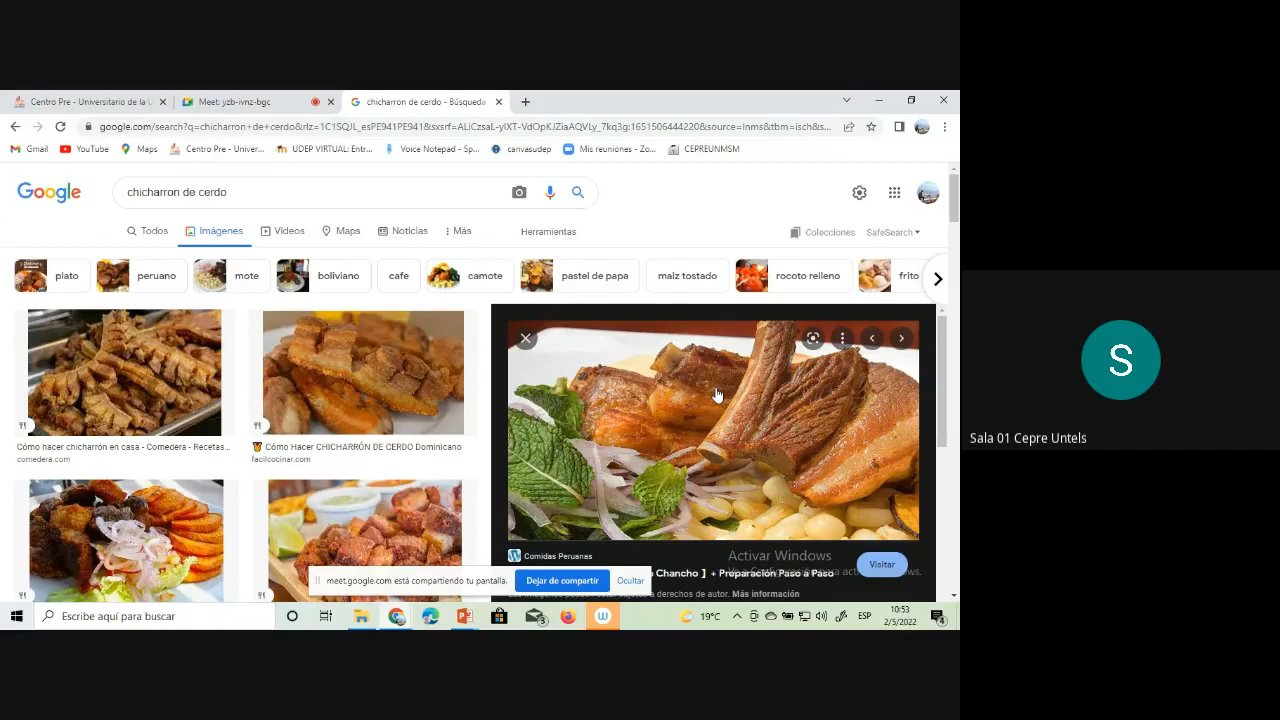 Centro Pre - Universitario de la U
Meet: yzb-ivnz-bgc
chicharron de cerdo - Búsqueda
google.com/search?q=chicharron+de+cerdo&rlz=1C1SQJL_esPE941PE941&sxsrf=ALiCzsaL-ylXT-VdOpKJZiaAQVLy_7kq3g:1651506444220&source=lnms&tbm=isch&s...
Gmail
YouTube
Maps
Centro Pre - Univer...
UDEP VIRTUAL: Entr...
Voice Notepad - Sp...
canvasudep
Mis reuniones - Zo...
CEPREUNMSM
Google
chicharron de cerdo
Todos
Imágenes
Videos
Maps
Noticias
Más
Herramientas
Colecciones
SafeSearch
plato
peruano
mote
boliviano
cafe
camote
pastel de papa
maiz tostado
rocoto relleno
frito
Cómo hacer chicharrón en casa - Comedera - Recetas...
comedera.com
Cómo Hacer CHICHARRÓN DE CERDO Dominicano
facilcocinar.com
Comidas Peruanas
Activar Windows
Chancho】 + Preparación Paso a Paso
Visitar
Más información
meet.google.com está compartiendo tu pantalla.
Dejar de compartir
Ocultar
Escribe aquí para buscar
3
W
19°C
ESP
10:53
2/5/2022
4
S
Sala 01 Cepre Untels